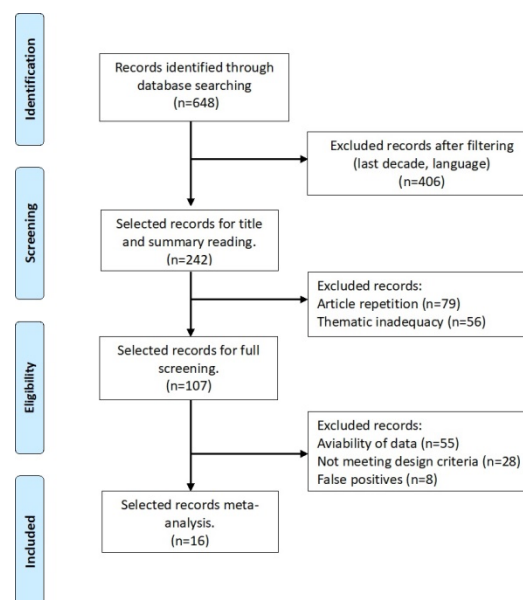 Identification
Records identified through
database searching
(n=648)
Excluded records after filtering
(last decade, language)
(n=406)
Screening
Selected records for title
and summary reading.
(n=242)
Excluded records:
Article repetition (n=79)
Thematic inadequacy (n=56)
Eligibility
Selected records for full
screening.
(n=107)
Excluded records:
Aviability of data (n=55)
Not meeting design criteria (n=28)
False positives (n=8)
Included
Selected records meta-
analysis.
(n=16)